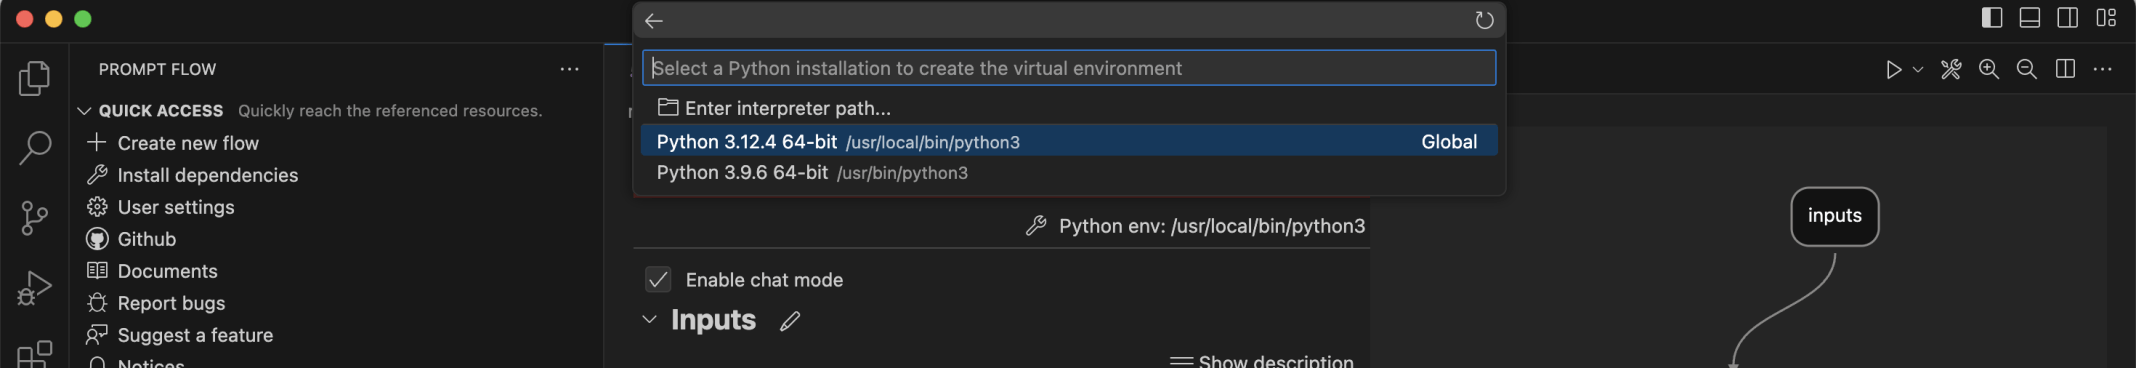 Select a Python installation to create the virtual environment
Enter interpreter path...
Python 3.12.4 64-bit /usr/local/bin/python3 Global
Python 3.9.6 64-bit /usr/bin/python3
PROMPT FLOW
QUICK ACCESS Quickly reach the referenced resources.
Create new flow
Install dependencies
User settings
Github
Documents
Report bugs
Suggest a feature
Notices
Python env: /usr/local/bin/python3
Enable chat mode
Inputs
Show description
inputs